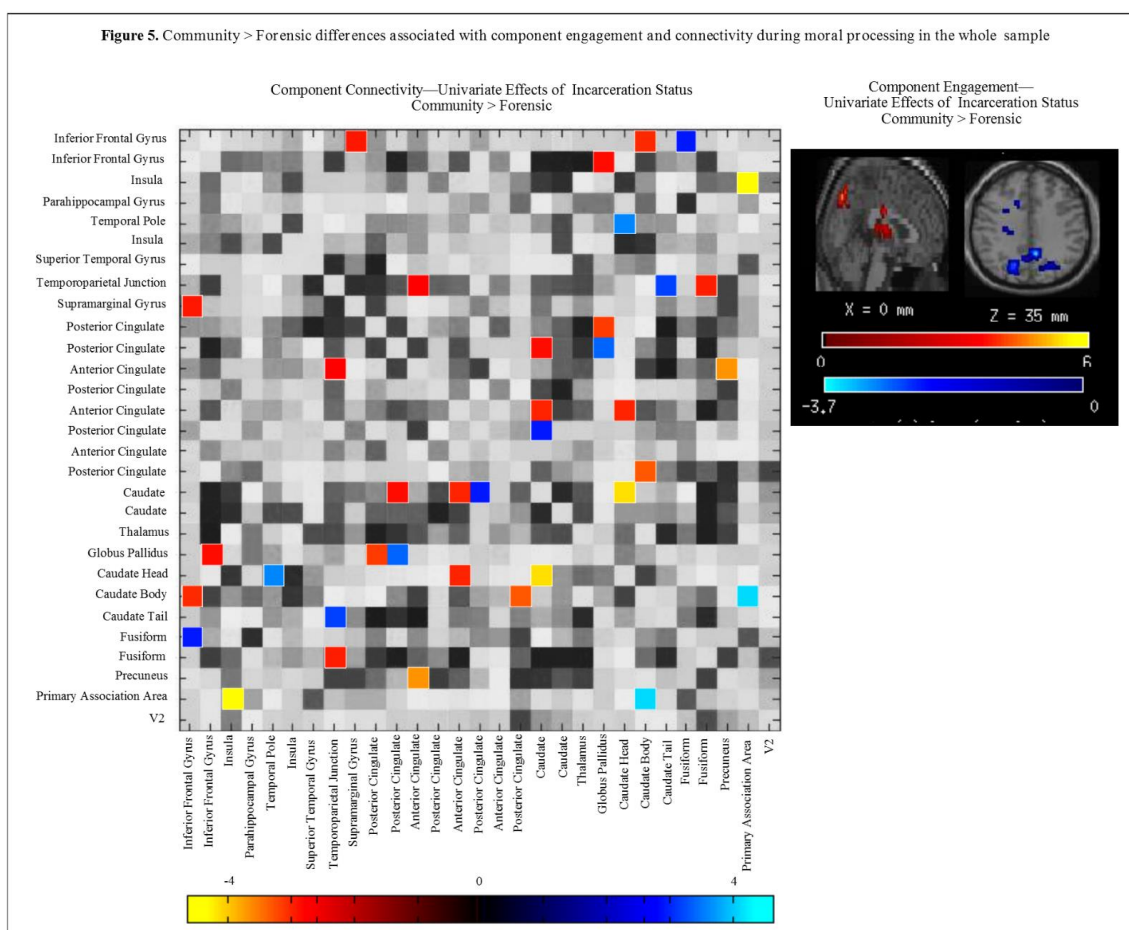 Figure 5. Community > Forensic differences associated with component engagement and connectivity during moral processing in the whole sample
Component Connectivity—Univariate Effects of Incarceration Status
Community > Forensic
Component Engagement—
Univariate Effects of Incarceration Status
Community > Forensic
Inferior Frontal Gyrus
Inferior Frontal Gyrus
Insula
Parahippocampal Gyrus
Temporal Pole
Insula
Superior Temporal Gyrus
Temporoparietal Junction
Supramarginal Gyrus
Posterior Cingulate
Posterior Cingulate
Anterior Cingulate
Posterior Cingulate
Anterior Cingulate
Posterior Cingulate
Anterior Cingulate
Posterior Cingulate
Caudate
Caudate
Thalamus
Globus Pallidus
Caudate Head
Caudate Body
Caudate Tail
Fusiform
Fusiform
Precuneus
Primary Association Area
V2
Inferior Frontal Gyrus
Inferior Frontal Gyrus
Insula
Parahippocampal Gyrus
Temporal Pole
Insula
Superior Temporal Gyrus
Temporoparietal Junction
Supramarginal Gyrus
Posterior Cingulate
Posterior Cingulate
Anterior Cingulate
Posterior Cingulate
Anterior Cingulate
Posterior Cingulate
Anterior Cingulate
Posterior Cingulate
Caudate
Caudate
Thalamus
Globus Pallidus
Caudate Head
Caudate Body
Caudate Tail
Fusiform
Fusiform
Precuneus
Primary Association Area
V2
-4 0 4
X = 0 mm Z = 35 mm
0 6
-3.7 0